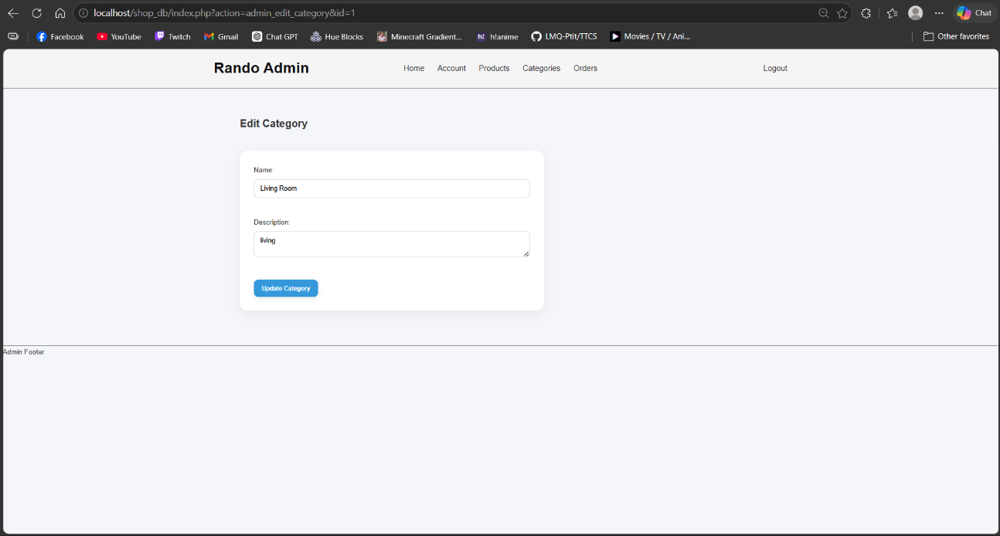 localhost/shop_db/index.php?action=admin_edit_category&id=1
Chat
Facebook
YouTube
Twitch
Gmail
Chat GPT
Hue Blocks
Minecraft Gradient...
h!
h!anime
LMQ-Ptit/TTCS
Movies / TV / Ani...
Other favorites
Rando Admin
Home
Account
Products
Categories
Orders
Logout
Edit Category
Name:
Living Room
Description:
living
Update Category
Admin Footer